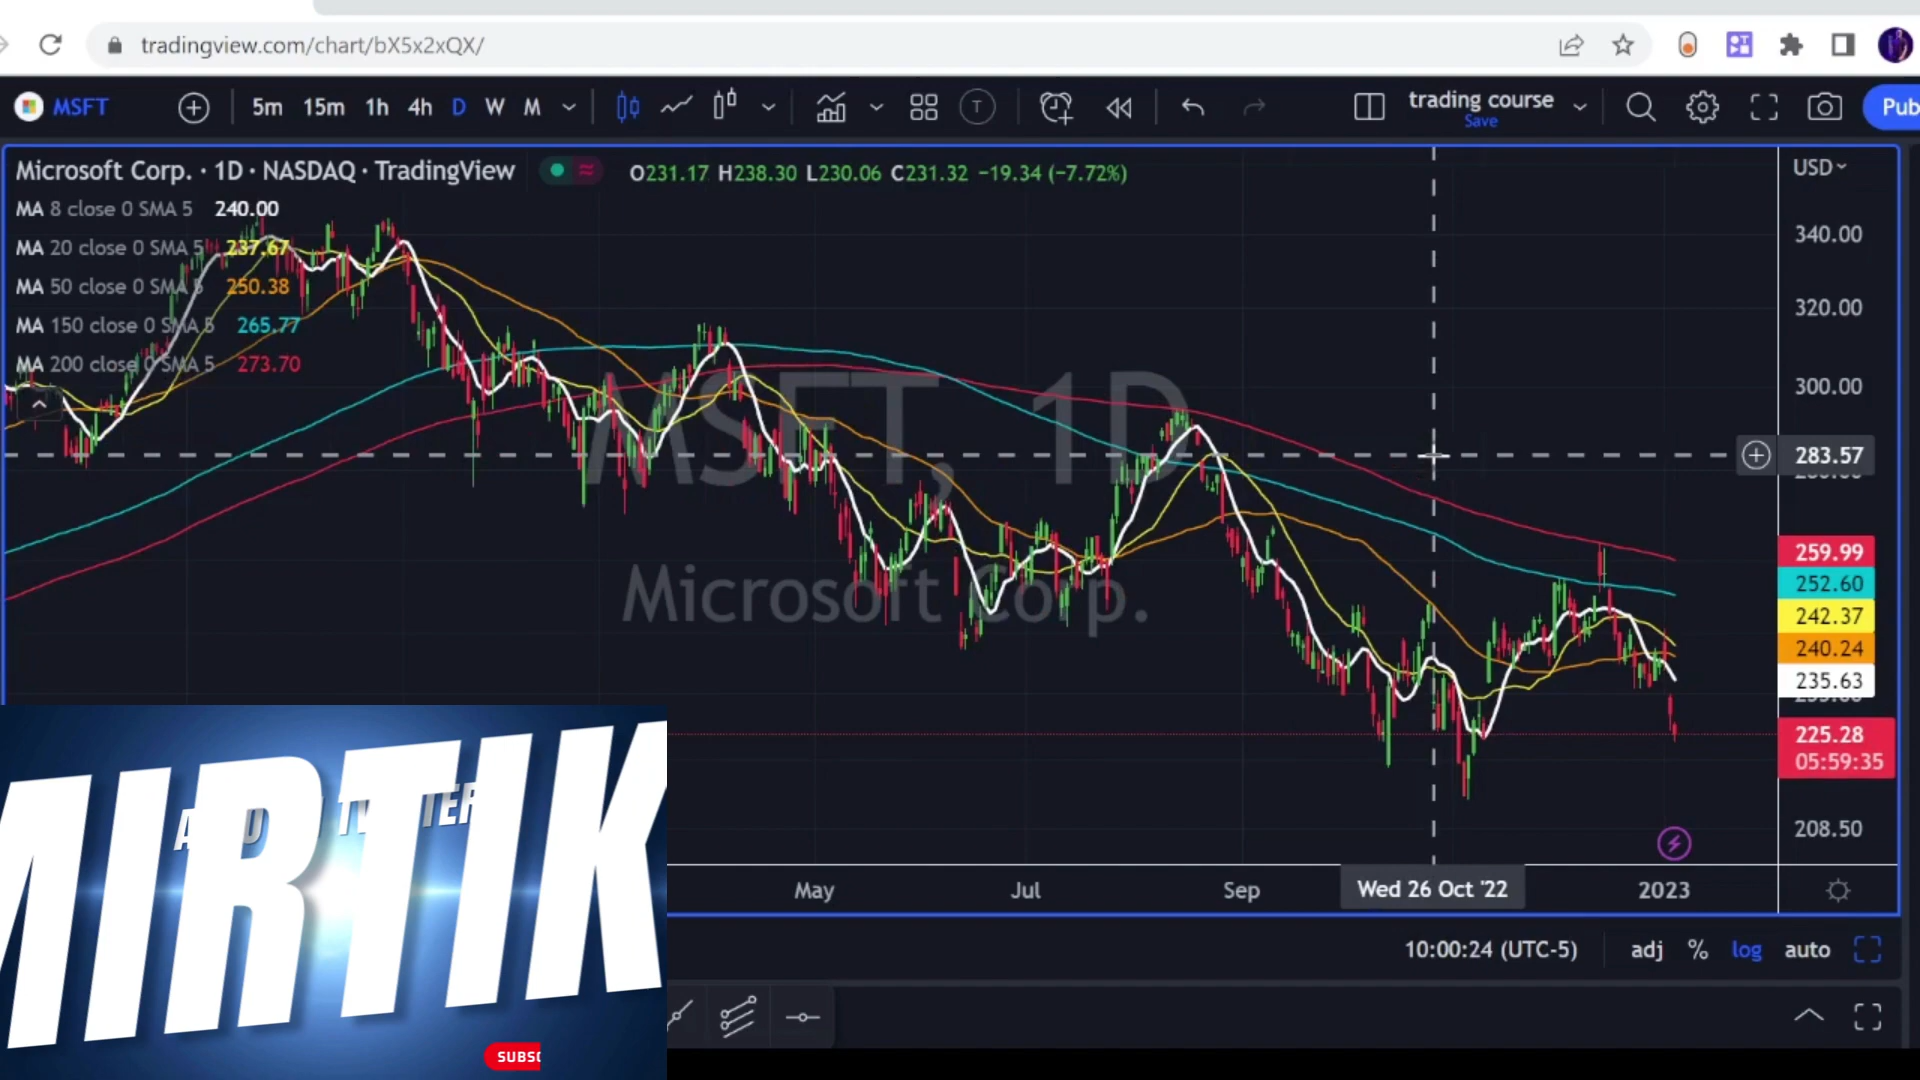 tradingview.com/chart/bX5x2xQX/
MSFT 5m 15m 1h 4h D W M T trading course Save Pub
Microsoft Corp. · 1D · NASDAQ · TradingView O231.17 H238.30 L230.06 C231.32 −19.34 (−7.72%) USD
MA 8 close 0 SMA 5 240.00
MA 20 close 0 SMA 5 237.67
MA 50 close 0 SMA 5 250.38
MA 150 close 0 SMA 5 265.77
MA 200 close 0 SMA 5 273.70
340.00
320.00
300.00
283.57
259.99
252.60
242.37
240.24
235.63
225.28
05:59:35
208.50
MSFT, 1D
Microsoft Corp.
May Jul Sep Wed 26 Oct '22 2023
10:00:24 (UTC-5) adj % log auto
MIRTIK
SUBSC